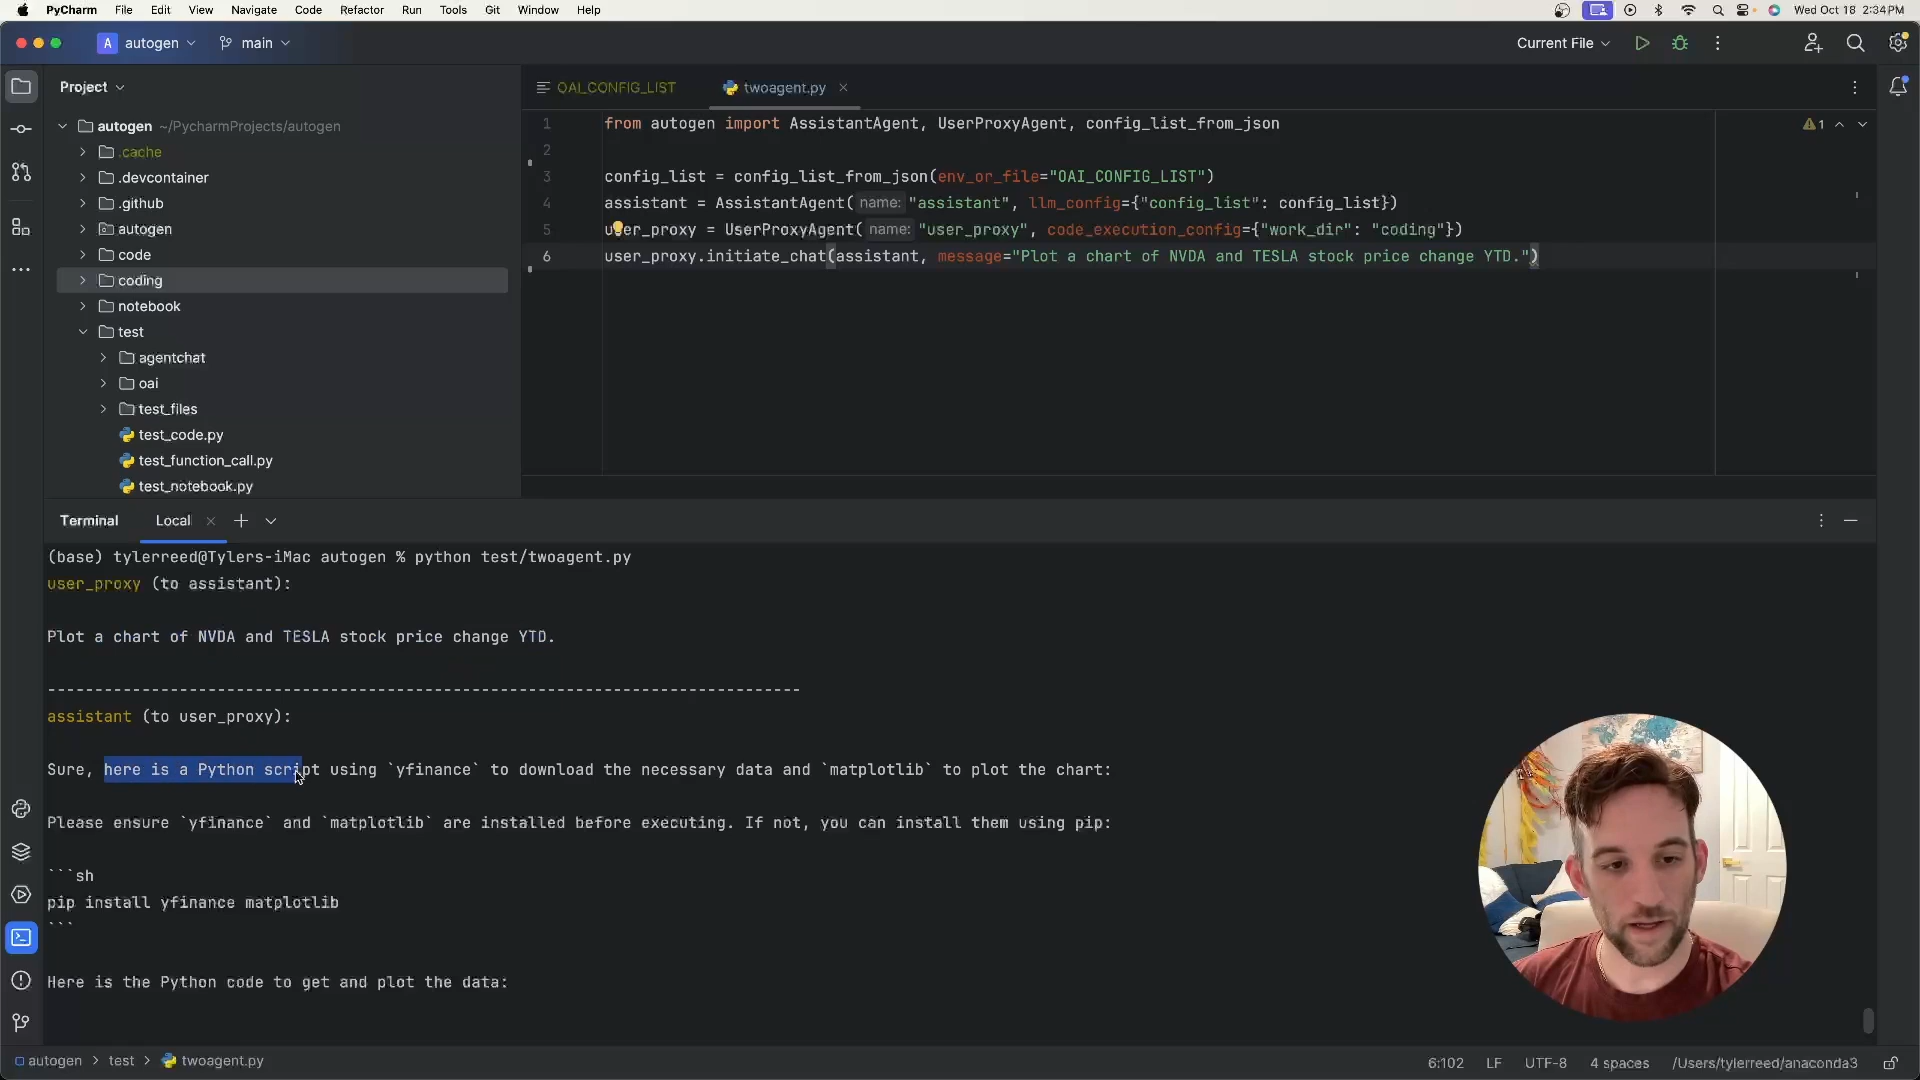 PyCharm File Edit View Navigate Code Refactor Run Tools Git Window Help Wed Oct 18 2:34 PM
A autogen main Current File
Project
autogen ~/PycharmProjects/autogen
.cache
.devcontainer
.github
autogen
code
coding
notebook
test
agentchat
oai
test_files
test_code.py
test_function_call.py
test_notebook.py
OAI_CONFIG_LIST twoagent.py
1 from autogen import AssistantAgent, UserProxyAgent, config_list_from_json
2
3 config_list = config_list_from_json(env_or_file="OAI_CONFIG_LIST")
4 assistant = AssistantAgent( name: "assistant", llm_config={"config_list": config_list})
5 user_proxy = UserProxyAgent( name: "user_proxy", code_execution_config={"work_dir": "coding"})
6 user_proxy.initiate_chat(assistant, message="Plot a chart of NVDA and TESLA stock price change YTD.")
1
Terminal Local
(base) tylerreed@Tylers-iMac autogen % python test/twoagent.py
user_proxy (to assistant):
Plot a chart of NVDA and TESLA stock price change YTD.
--------------------------------------------------------------------------------
assistant (to user_proxy):
Sure, here is a Python script using `yfinance` to download the necessary data and `matplotlib` to plot the chart:
Please ensure `yfinance` and `matplotlib` are installed before executing. If not, you can install them using pip:
```sh
pip install yfinance matplotlib
```
Here is the Python code to get and plot the data:
autogen > test > twoagent.py 6:102 LF UTF-8 4 spaces /Users/tylerreed/anaconda3